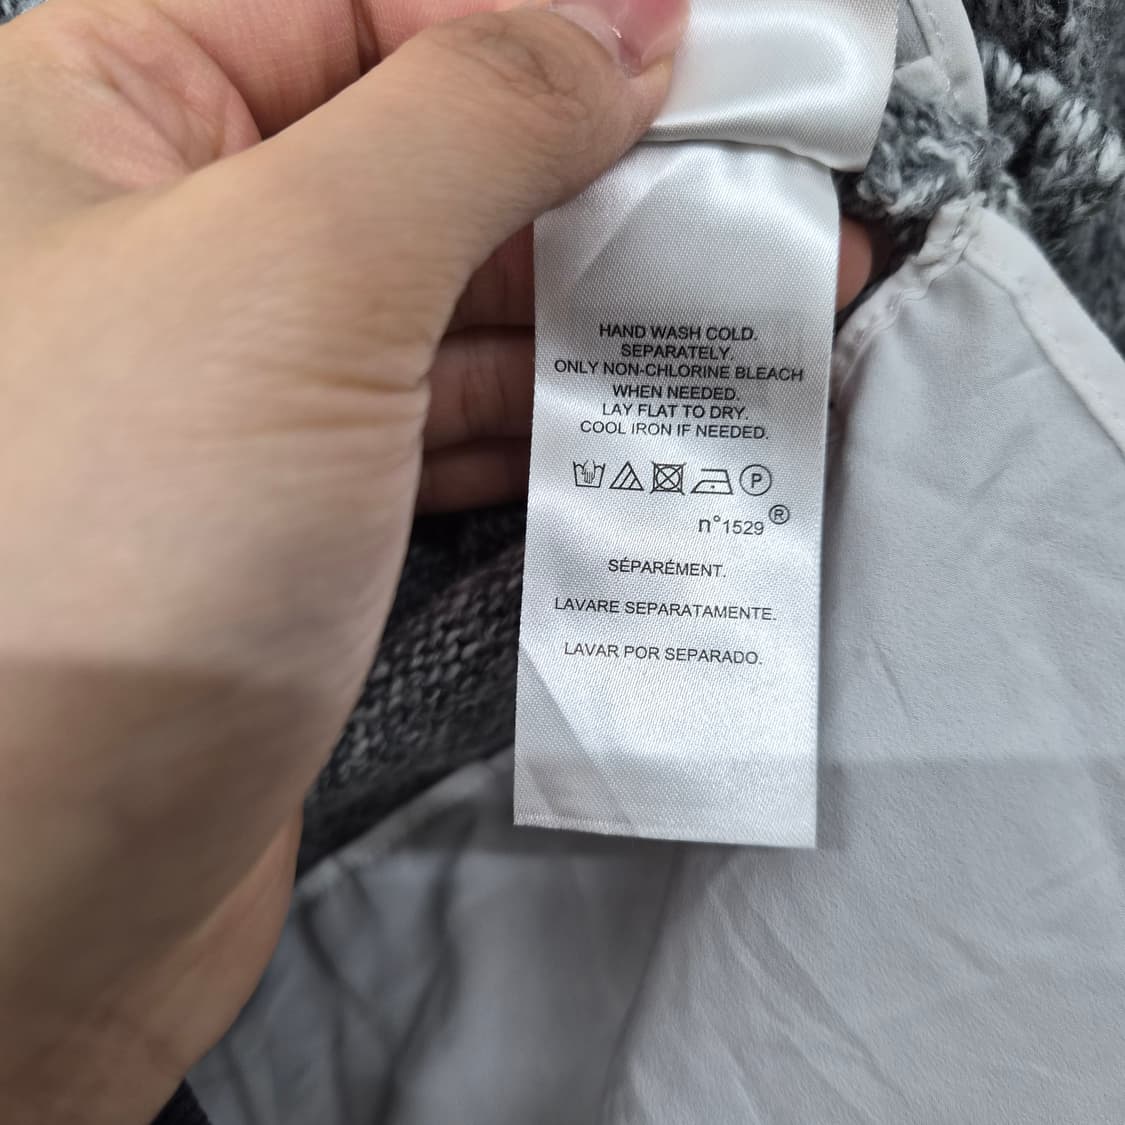 HAND WASH COLD.
SEPARATELY.
ONLY NON-CHLORINE BLEACH
WHEN NEEDED.
LAY FLAT TO DRY.
COOL IRON IF NEEDED.
P
n°1529®
SÉPARÉMENT.
LAVARE SEPARATAMENTE.
LAVAR POR SEPARADO.